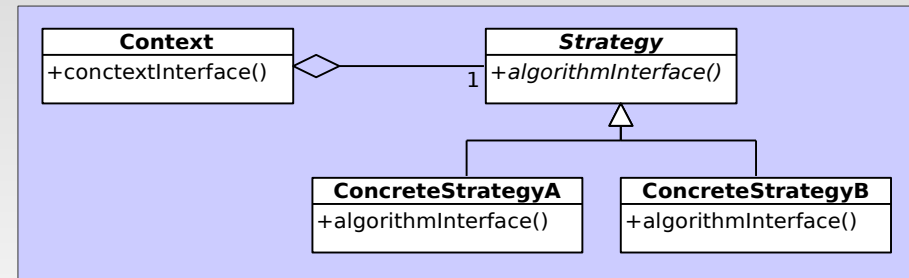 Context
+conctextInterface()
Strategy
+algorithmInterface()
1
ConcreteStrategyA
+algorithmInterface()
ConcreteStrategyB
+algorithmInterface()